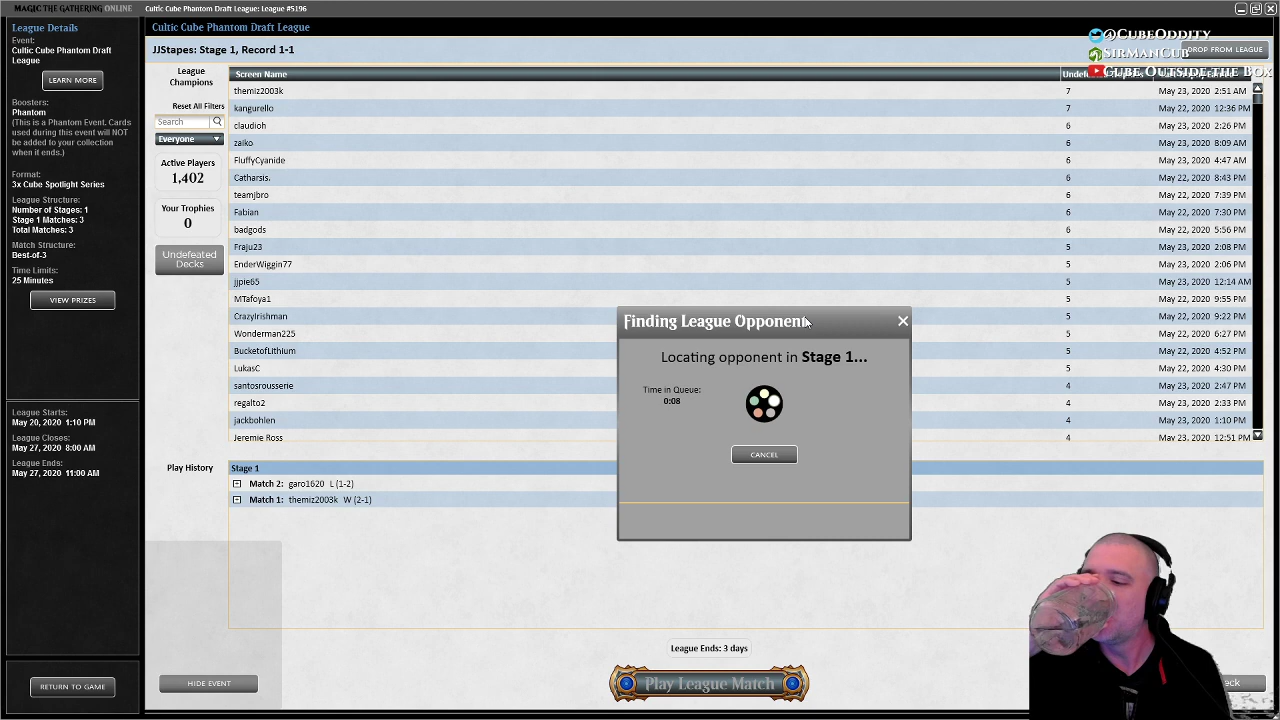 MAGIC THE GATHERING ONLINE
Cultic Cube Phantom Draft League: League #5196
League Details
Event:
Cultic Cube Phantom Draft
League
LEARN MORE
Boosters:
Phantom
(This is a Phantom Event. Cards
used during this event will NOT
be added to your collection
when it ends.)
Format:
3x Cube Spotlight Series
League Structure:
Number of Stages: 1
Stage 1 Matches: 3
Total Matches: 3
Match Structure:
Best-of-3
Time Limits:
25 Minutes
VIEW PRIZES
League Starts:
May 20, 2020 1:10 PM
League Closes:
May 27, 2020 8:00 AM
League Ends:
May 27, 2020 11:00 AM
RETURN TO GAME
Cultic Cube Phantom Draft League
JJStapes: Stage 1, Record 1-1
@CubeOddity
SirManCub
DROP FROM LEAGUE
Cube Outside the Box
League
Champions
Reset All Filters
Search
Everyone
Active Players
1,402
Your Trophies
0
Undefeated
Decks
Screen Name
themiz2003k 7 May 23, 2020 2:51 AM
kangurello 7 May 22, 2020 12:36 PM
claudioh 6 May 23, 2020 2:26 PM
zaiko 6 May 23, 2020 8:09 AM
FluffyCyanide 6 May 23, 2020 4:47 AM
Catharsis. 6 May 22, 2020 8:43 PM
teamjbro 6 May 22, 2020 7:39 PM
Fabian 6 May 22, 2020 7:30 PM
badgods 6 May 22, 2020 5:56 PM
Fraju23 5 May 23, 2020 2:08 PM
EnderWiggin77 5 May 23, 2020 2:06 PM
jjpie65 5 May 23, 2020 12:14 AM
MTafoya1 5 May 22, 2020 9:55 PM
CrazyIrishman 5 May 22, 2020 9:22 PM
Wonderman225 5 May 22, 2020 6:27 PM
BucketofLithium 5 May 22, 2020 4:52 PM
LukasC 5 May 22, 2020 4:30 PM
santosrousserie 4 May 23, 2020 2:47 PM
regalto2 4 May 23, 2020 2:33 PM
jackbohlen 4 May 23, 2020 1:10 PM
Jeremie Ross 4 May 23, 2020 12:51 PM
Finding League Opponent
Locating opponent in Stage 1...
Time in Queue:
0:08
CANCEL
Play History
Stage 1
Match 2: garo1620 L (1-2)
Match 1: themiz2003k W (2-1)
League Ends: 3 days
HIDE EVENT
Play League Match